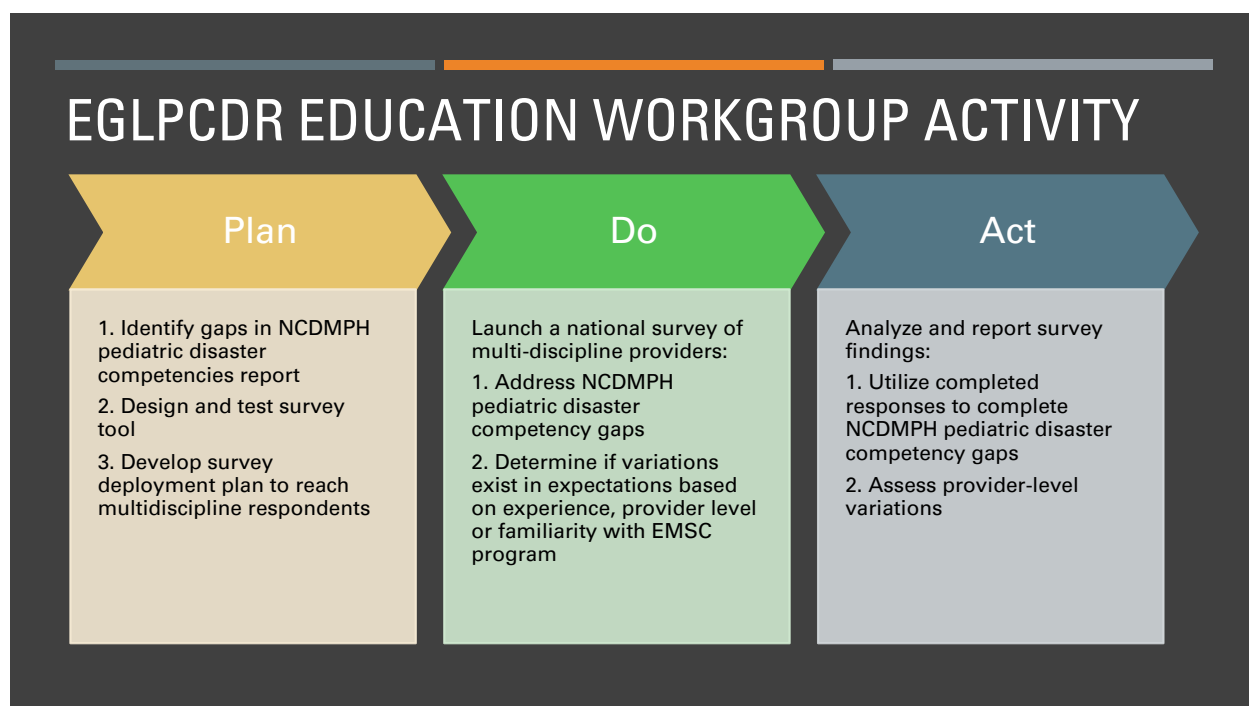 EGLPCDR EDUCATION WORKGROUP ACTIVITY
Plan
1. Identify gaps in NCDMPH
pediatric disaster
competencies report
2. Design and test survey
tool
3. Develop survey
deployment plan to reach
multidiscipline respondents
Do
Launch a national survey of
multi-discipline providers:
1. Address NCDMPH
pediatric disaster
competency gaps
2. Determine if variations
exist in expectations based
on experience, provider level
or familiarity with EMSC
program
Act
Analyze and report survey
findings:
1. Utilize completed
responses to complete
NCDMPH pediatric disaster
competency gaps
2. Assess provider-level
variations